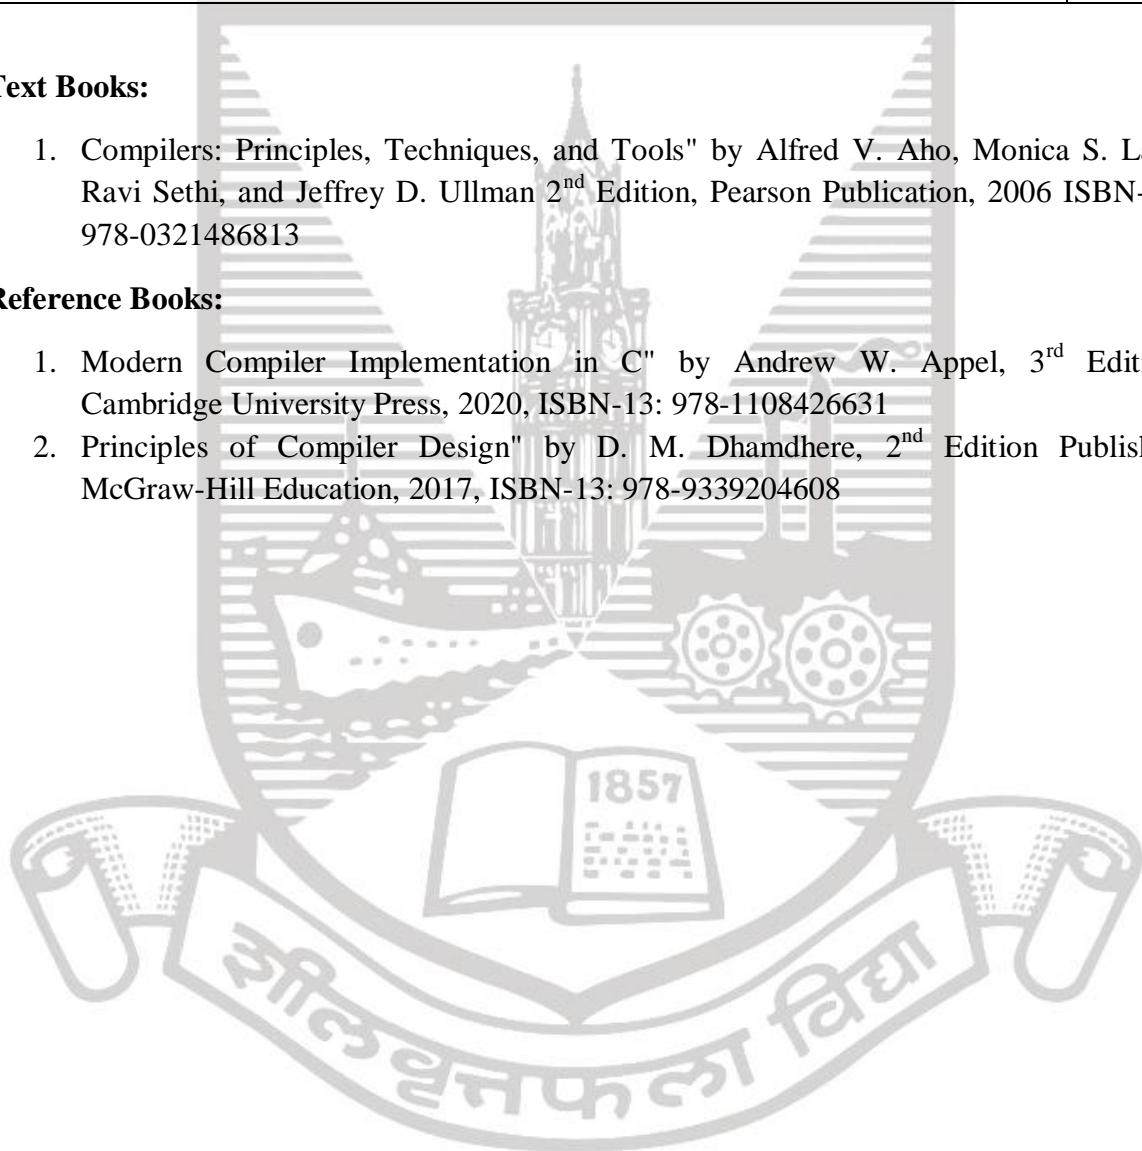 Text Books:
1. Compilers: Principles, Techniques, and Tools" by Alfred V. Aho, Monica S.
Ravi Sethi, and Jeffrey D. Ullman 2nd Edition, Pearson Publication, 2006 ISBN-
978-0321486813
Reference Books:
1. Modern Compiler Implementation in C" by Andrew W. Appel, 3rd
Cambridge University Press, 2020, ISBN-13: 978-1108426631
2. Principles of Compiler Design" by D. M. Dhamdhere, 2nd Edition
McGraw-Hill Education, 2017, ISBN-13: 978-9339204608
1857
शीलवृत्तफला विद्या